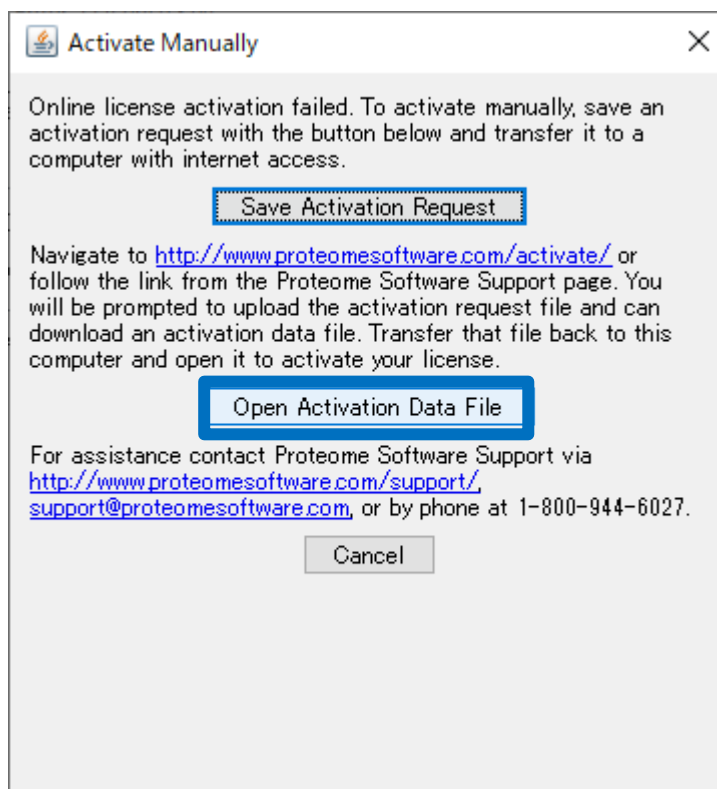 Activate Manually
Online license activation failed. To activate manually, save an
activation request with the button below and transfer it to a
computer with internet access.
Save Activation Request
Navigate to http://www.proteomesoftware.com/activate/ or
follow the link from the Proteome Software Support page. You
will be prompted to upload the activation request file and can
download an activation data file. Transfer that file back to this
computer and open it to activate your license.
Open Activation Data File
For assistance contact Proteome Software Support via
http://www.proteomesoftware.com/support/,
support@proteomesoftware.com, or by phone at 1-800-944-6027.
Cancel